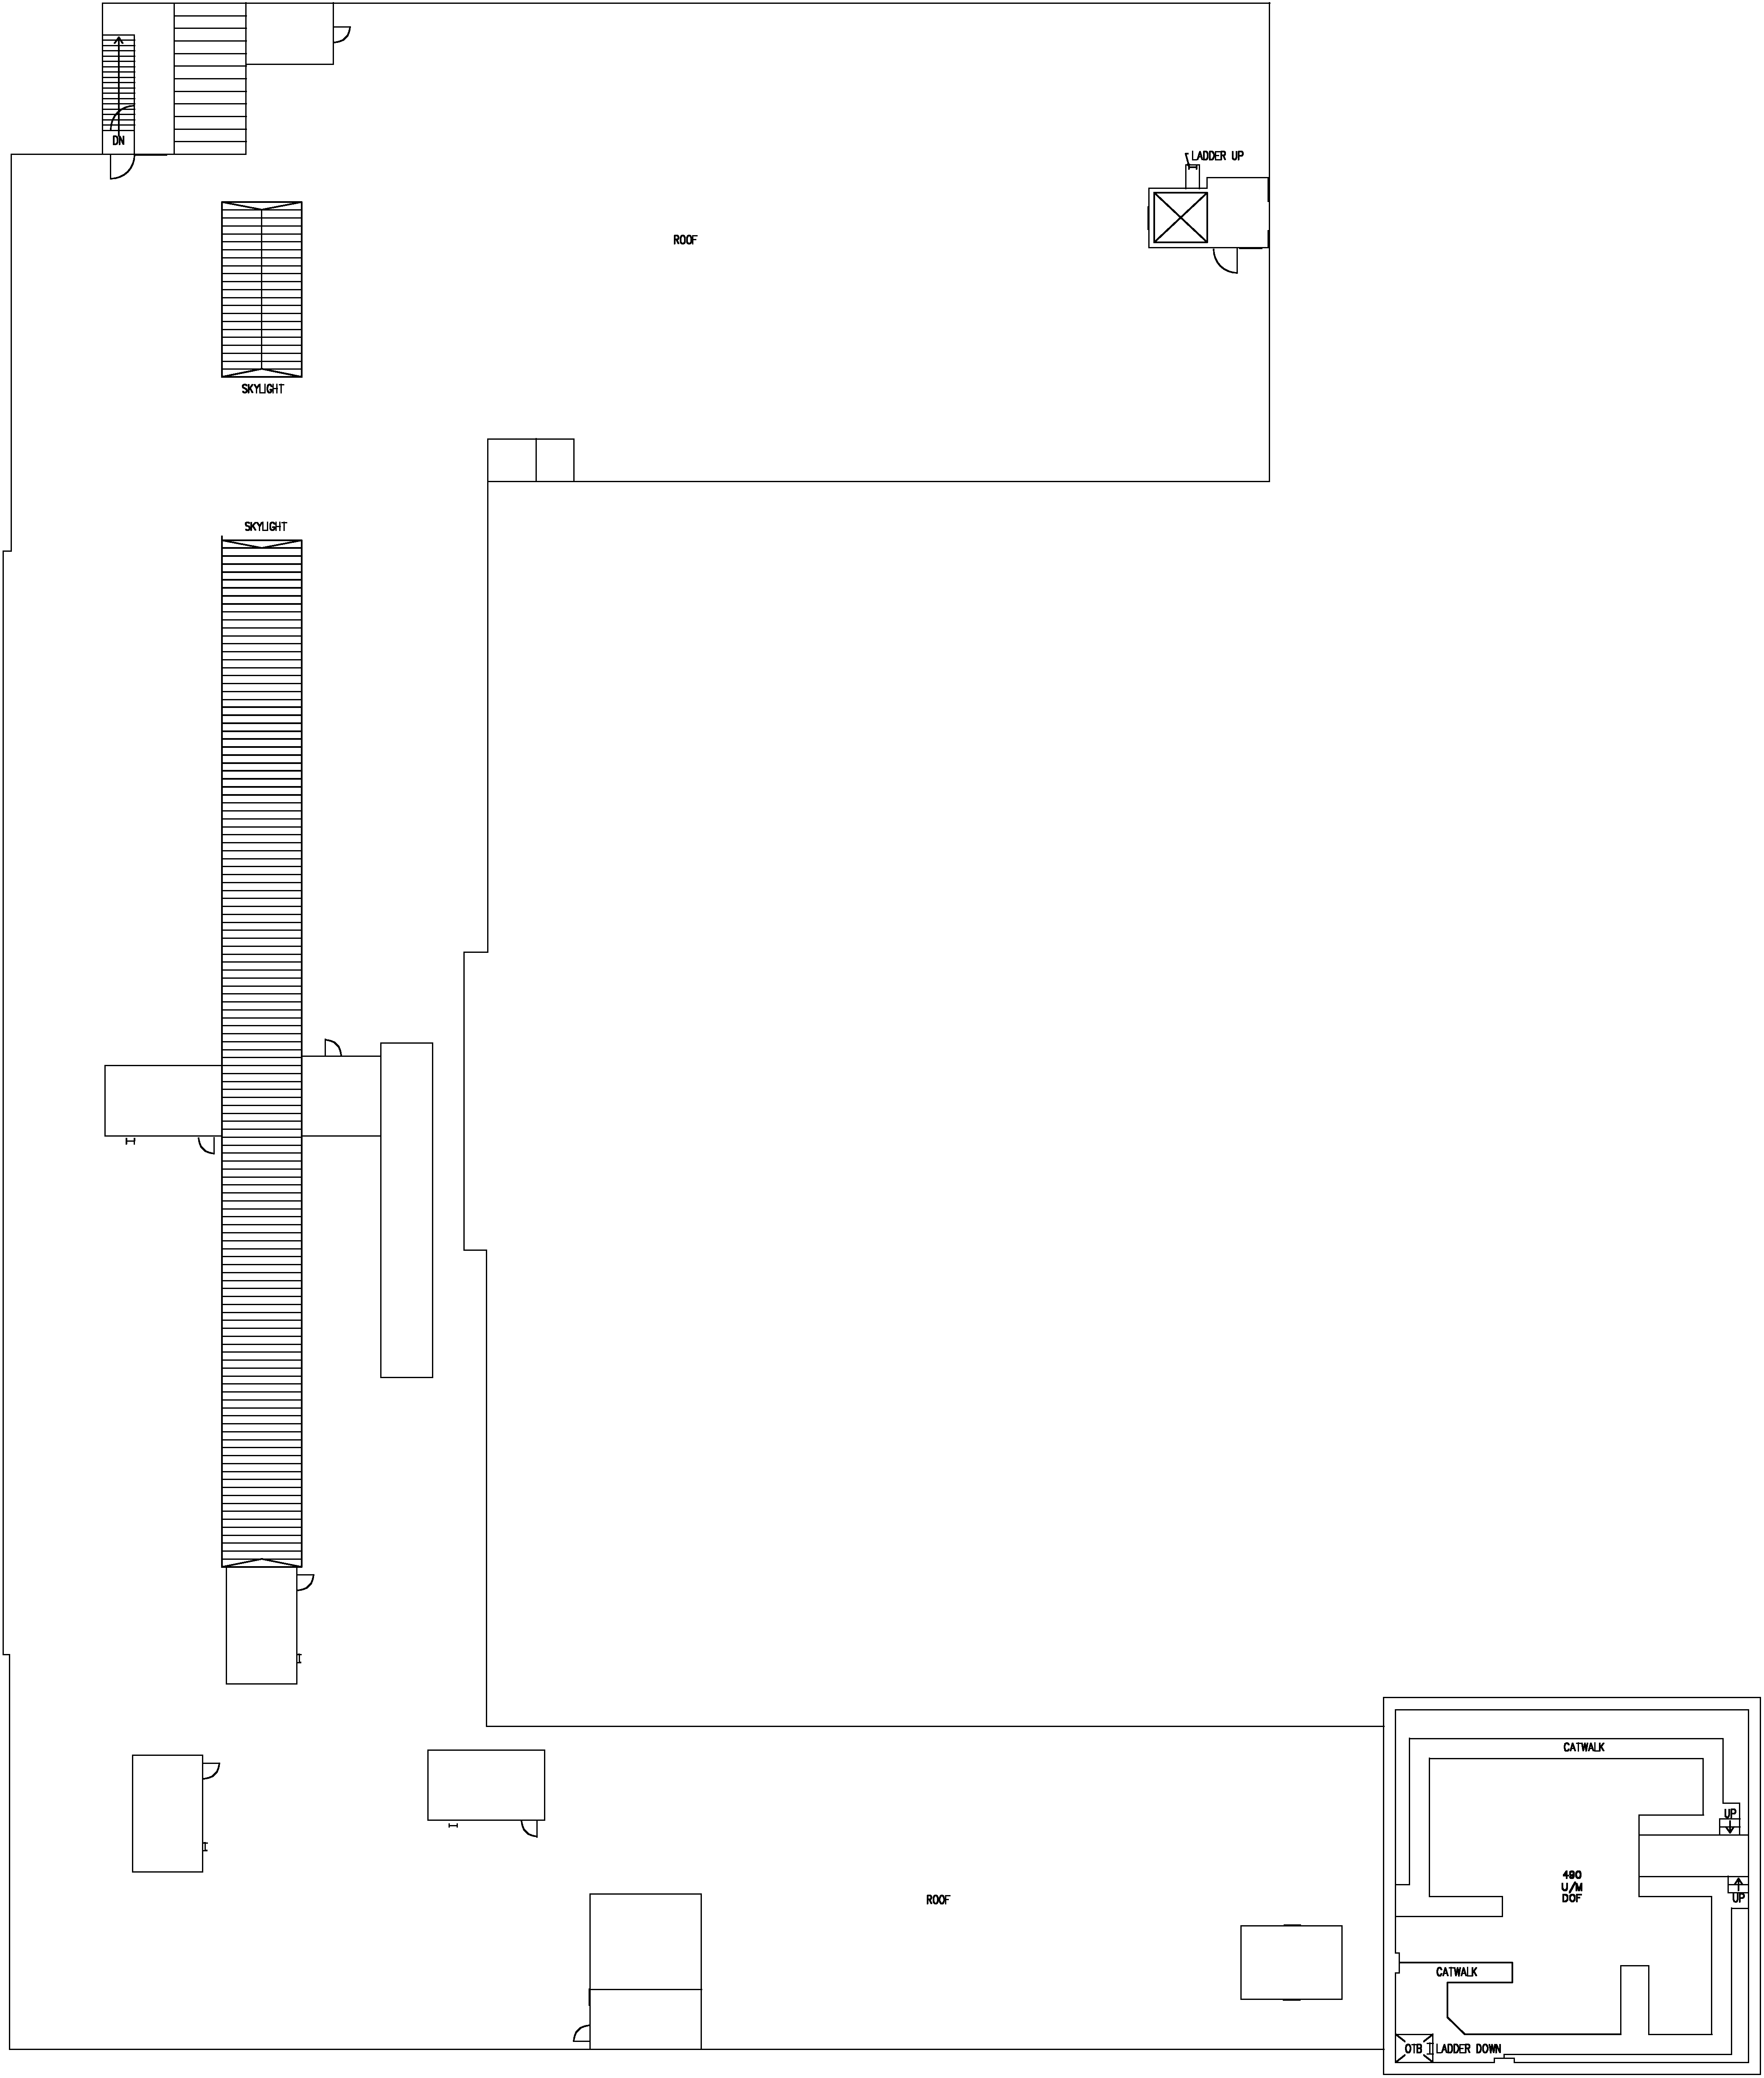 DN
LADDER UP
ROOF
SKYLIGHT
SKYLIGHT
CATWALK
UP
490
U/M
DOF
UP
ROOF
CATWALK
OTB
LADDER DOWN